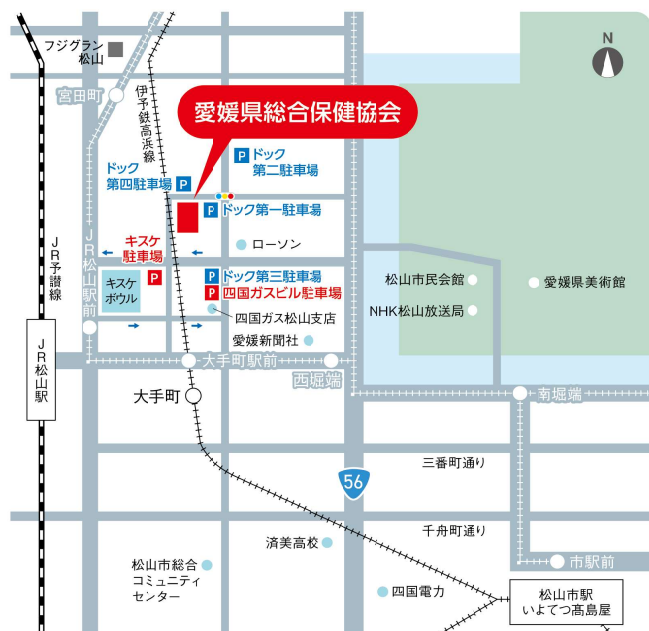 フジグラン
松山
N
宮田町
伊予鉄高浜線
愛媛県総合保健協会
P ドック
第二駐車場
ドック
第四駐車場 P
P ドック第一駐車場
キスケ
駐車場
P
ローソン
JR予讃線
JR松山駅前
キスケ
ボウル
P ドック第三駐車場
P 四国ガスビル駐車場
松山市民会館
愛媛県美術館
NHK松山放送局
四国ガス松山支店
愛媛新聞社
JR松山駅
大手町駅前
西堀端
大手町
南堀端
三番町通り
56
千舟町通り
済美高校
松山市総合
コミュニティ
センター
市駅前
四国電力
松山市駅
いよてつ髙島屋